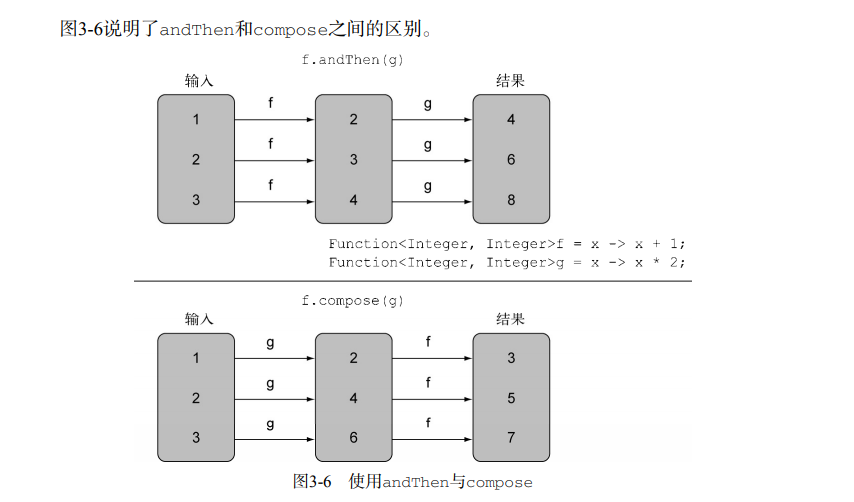 图3-6说明了andThen和compose之间的区别。
f.andThen(g)
输入 结果
f g
1 2 4
f g
2 3 6
f g
3 4 8
Function<Integer, Integer>f = x -> x + 1;
Function<Integer, Integer>g = x -> x * 2;
f.compose(g)
输入 结果
g f
1 2 3
g f
2 4 5
g f
3 6 7
图3-6 使用andThen与compose